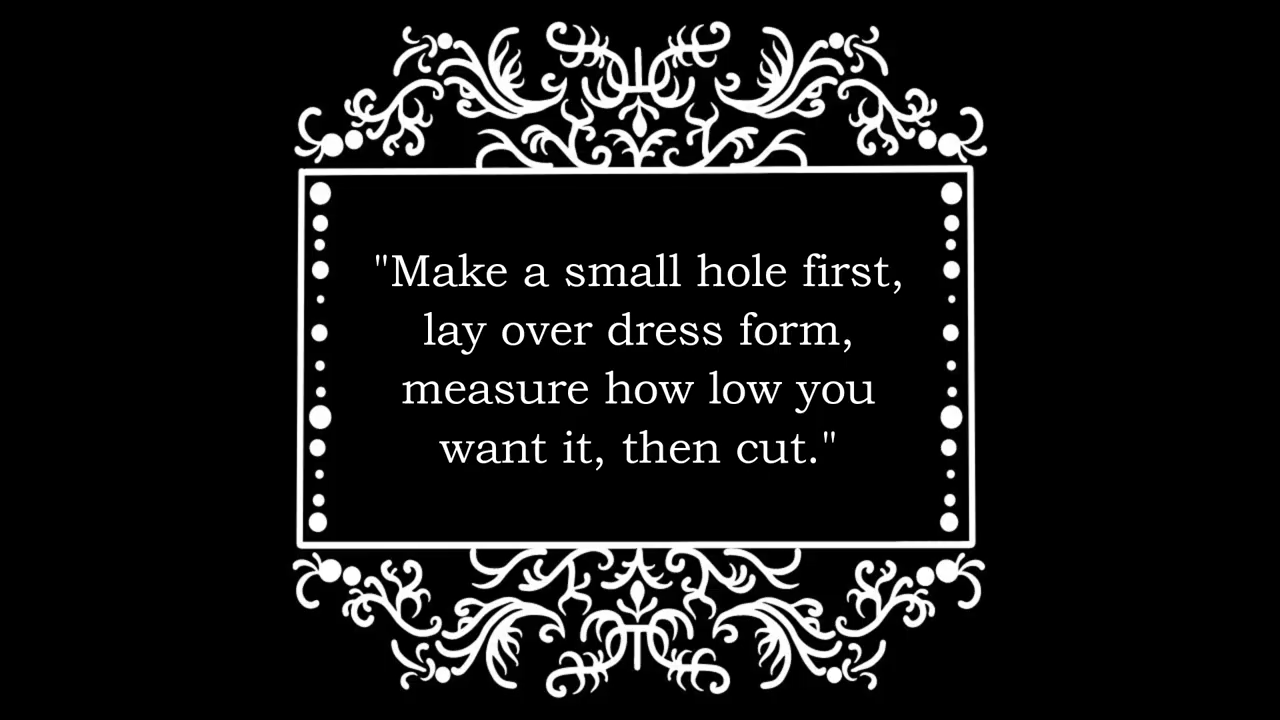 "Make a small hole first,
lay over dress form,
measure how low you
want it, then cut."